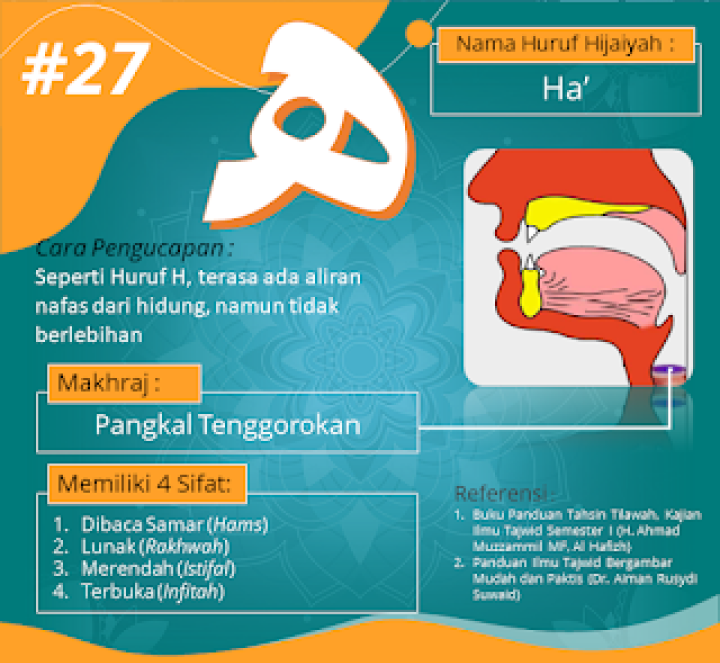 #27
ه
Nama Huruf Hijaiyah :
Ha’
Cara Pengucapan :
Seperti Huruf H, terasa ada aliran
nafas dari hidung, namun tidak
berlebihan
Makhraj :
Pangkal Tenggorokan
Memiliki 4 Sifat:
1. Dibaca Samar (Hams)
2. Lunak (Rakhwah)
3. Merendah (Istifal)
4. Terbuka (Infitah)
Referensi:
1. Buku Panduan Tahsin Tilawah, Kajian
Ilmu Tajwid Semester I (H. Ahmad
Muzzammil MF, Al Hafizh)
2. Panduan Ilmu Tajwid Bergambar
Mudah dan Paktis (Dr. Aiman Rusydi
Suwaid)